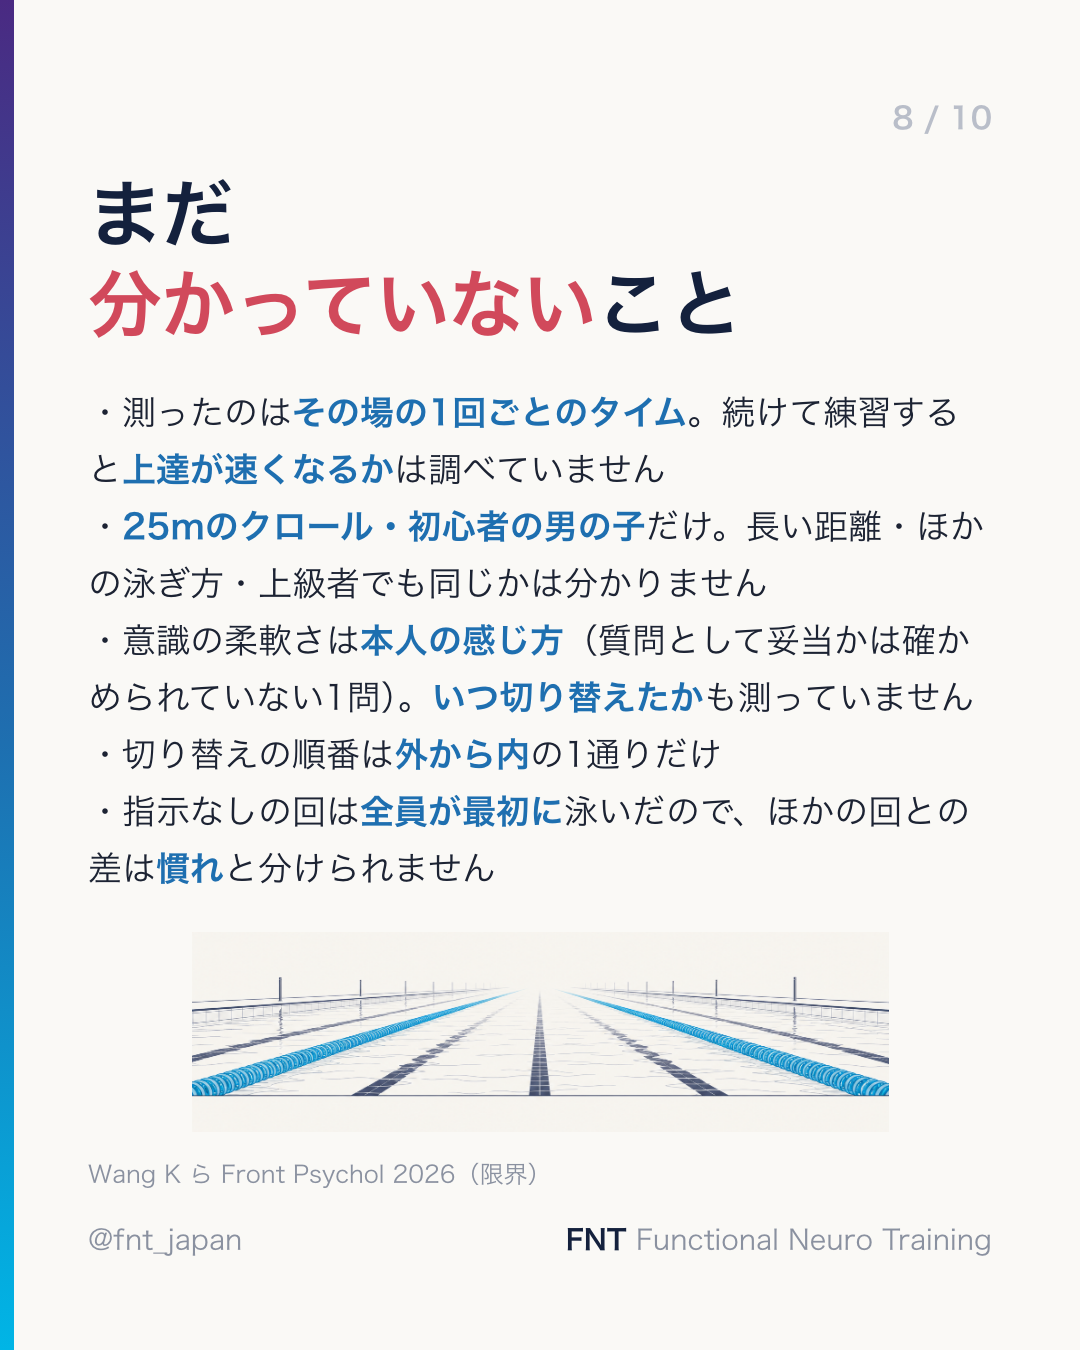 8 / 10
まだ
分かっていないこと
・測ったのはその場の1回ごとのタイム。続けて練習する
と上達が速くなるかは調べていません
・25mのクロール・初心者の男の子だけ。長い距離・ほか
の泳ぎ方・上級者でも同じかは分かりません
・意識の柔軟さは本人の感じ方（質問として妥当かは確か
められていない1問）。いつ切り替えたかも測っていません
・切り替えの順番は外から内の1通りだけ
・指示なしの回は全員が最初に泳いだので、ほかの回との
差は慣れと分けられません
Wang K ら Front Psychol 2026（限界）
@fnt_japan
FNT Functional Neuro Training